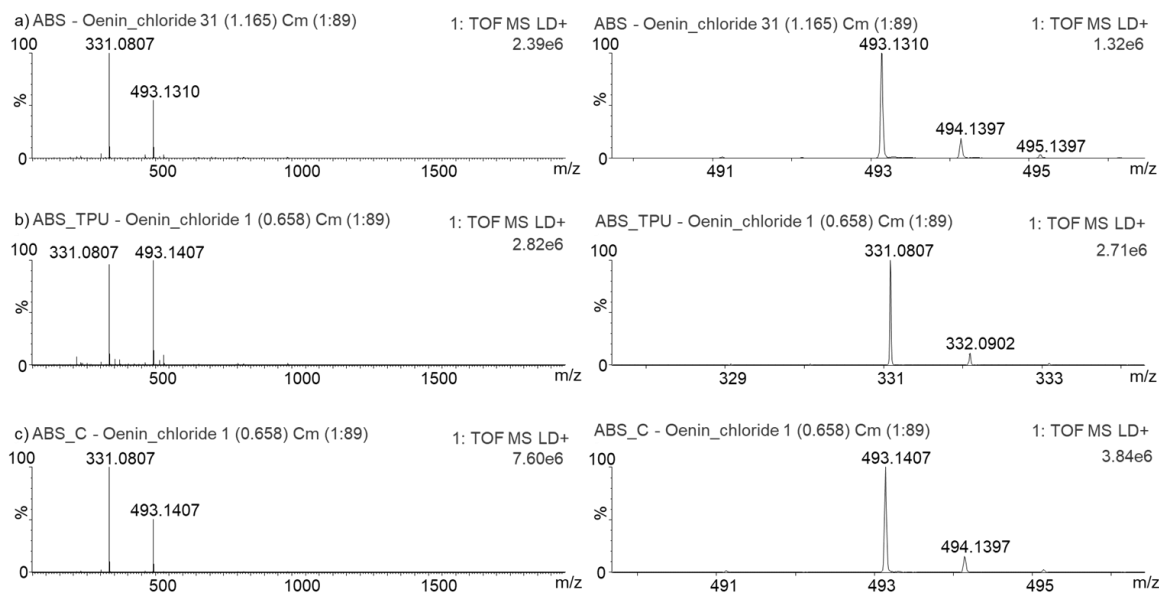 a) ABS - Oenin_chloride 31 (1.165) Cm (1:89)
1: TOF MS LD+
2.39e6
100
331.0807
493.1310
%
0
500
1000
1500
m/z
ABS - Oenin_chloride 31 (1.165) Cm (1:89)
1: TOF MS LD+
1.32e6
100
493.1310
494.1397
495.1397
%
0
491
493
495
m/z
b) ABS_TPU - Oenin_chloride 1 (0.658) Cm (1:89)
1: TOF MS LD+
2.82e6
100
331.0807
493.1407
%
0
500
1000
1500
m/z
ABS_TPU - Oenin_chloride 1 (0.658) Cm (1:89)
1: TOF MS LD+
2.71e6
100
331.0807
332.0902
%
0
329
331
333
m/z
c) ABS_C - Oenin_chloride 1 (0.658) Cm (1:89)
1: TOF MS LD+
7.60e6
100
331.0807
493.1407
%
0
500
1000
1500
m/z
ABS_C - Oenin_chloride 1 (0.658) Cm (1:89)
1: TOF MS LD+
3.84e6
100
493.1407
494.1397
%
0
491
493
495
m/z